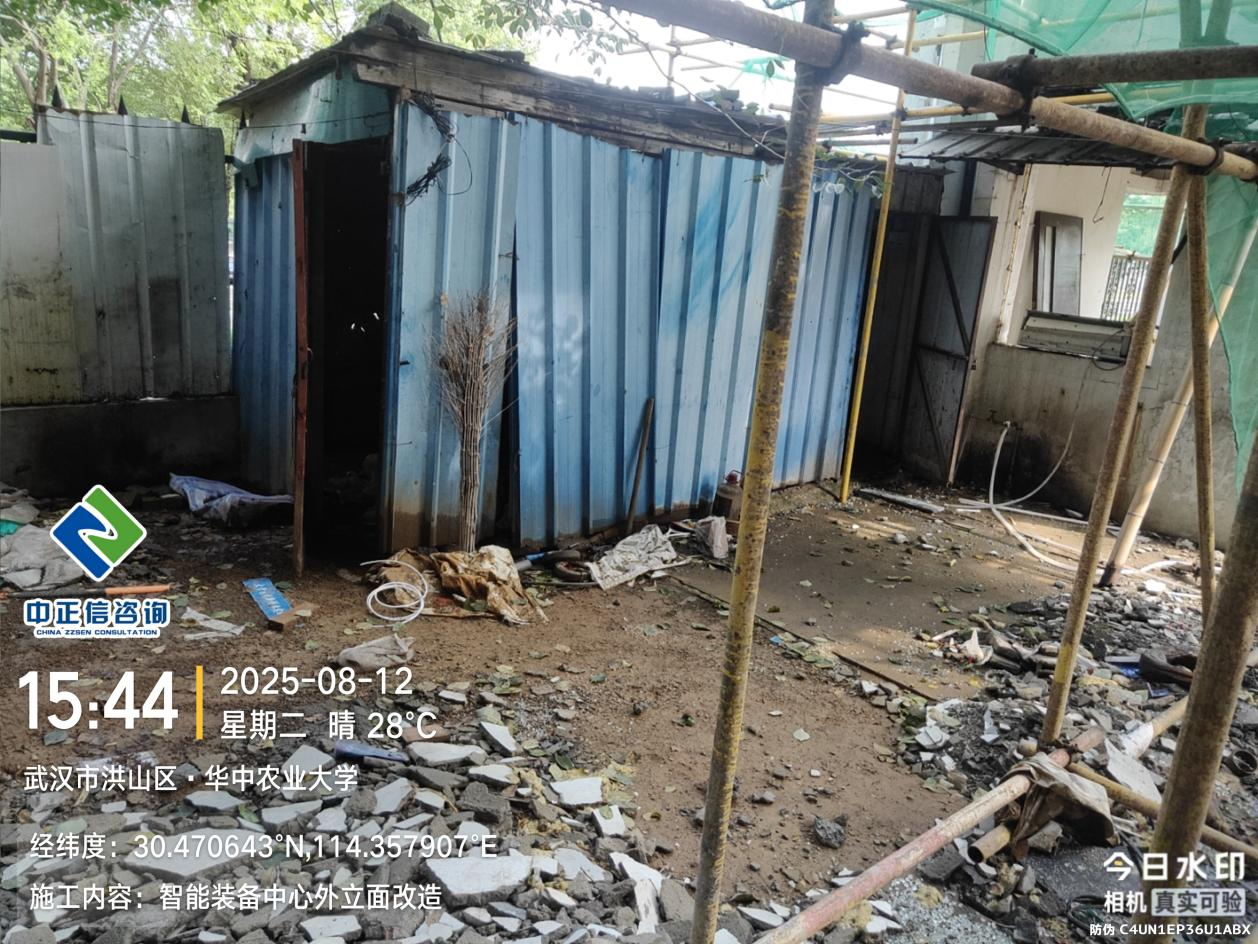 中正信咨询
CHINA ZZSEN CONSULTATION
15:44
2025-08-12
星期二 晴 28℃
武汉市洪山区·华中农业大学
经纬度：30.470643°N,114.357907°E
施工内容：智能装备中心外立面改造
今日水印
相机 真实可验
防伪 C4UN1EP36U1ABX